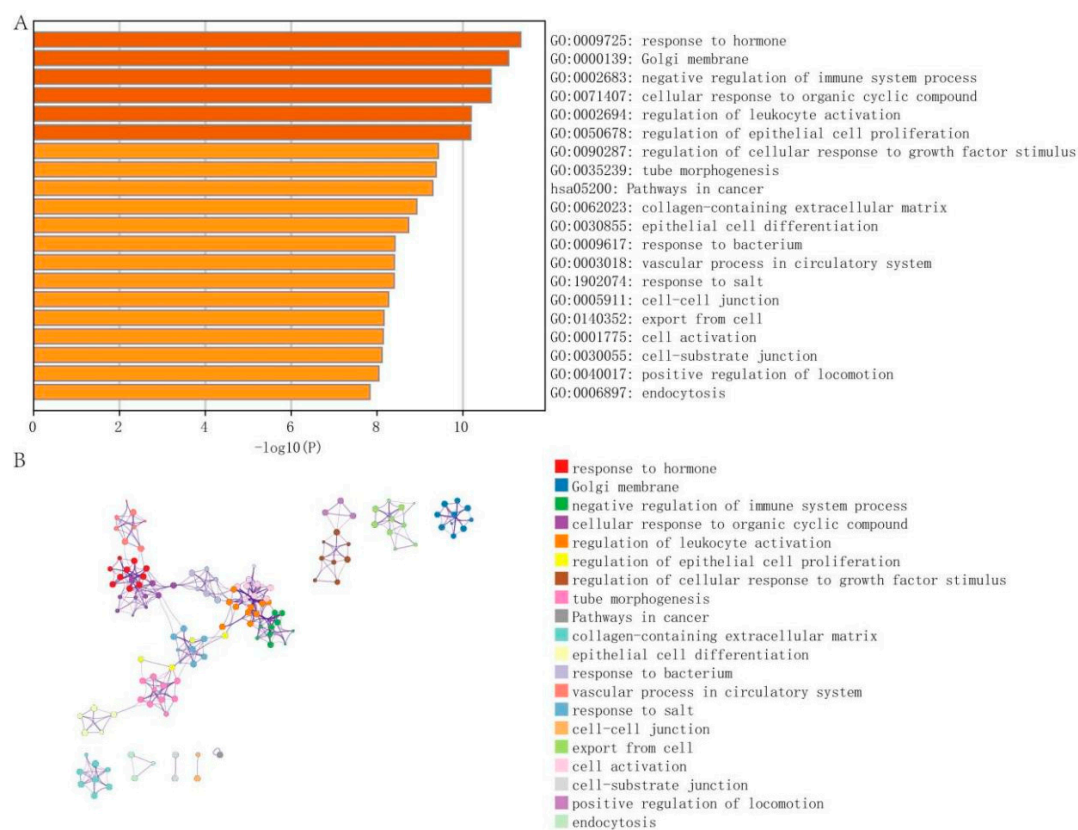 A
GO:0009725: response to hormone
GO:0000139: Golgi membrane
GO:0002683: negative regulation of immune system process
GO:0071407: cellular response to organic cyclic compound
GO:0002694: regulation of leukocyte activation
GO:0050678: regulation of epithelial cell proliferation
GO:0090287: regulation of cellular response to growth factor stimulus
GO:0035239: tube morphogenesis
hsa05200: Pathways in cancer
GO:0062023: collagen-containing extracellular matrix
GO:0030855: epithelial cell differentiation
GO:0009617: response to bacterium
GO:0003018: vascular process in circulatory system
GO:1902074: response to salt
GO:0005911: cell-cell junction
GO:0140352: export from cell
GO:0001775: cell activation
GO:0030055: cell-substrate junction
GO:0040017: positive regulation of locomotion
GO:0006897: endocytosis
0 2 4 6 8 10
-log10(P)
B
response to hormone
Golgi membrane
negative regulation of immune system process
cellular response to organic cyclic compound
regulation of leukocyte activation
regulation of epithelial cell proliferation
regulation of cellular response to growth factor stimulus
tube morphogenesis
Pathways in cancer
collagen-containing extracellular matrix
epithelial cell differentiation
response to bacterium
vascular process in circulatory system
response to salt
cell-cell junction
export from cell
cell activation
cell-substrate junction
positive regulation of locomotion
endocytosis